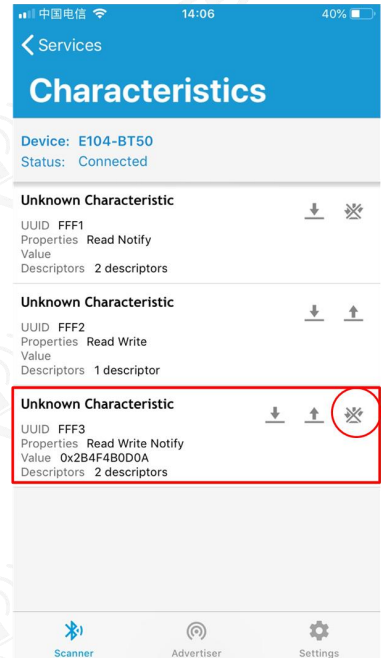 中国电信 14:06 40%
Services
Characteristics
Device: E104-BT50
Status: Connected
Unknown Characteristic
UUID FFF1
Properties Read Notify
Value
Descriptors 2 descriptors
Unknown Characteristic
UUID FFF2
Properties Read Write
Value
Descriptors 1 descriptor
Unknown Characteristic
UUID FFF3
Properties Read Write Notify
Value 0x2B4F4B0D0A
Descriptors 2 descriptors
Scanner Advertiser Settings